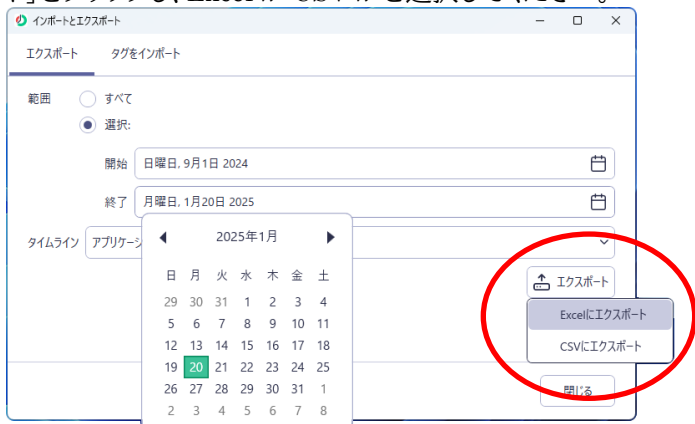 ト」をクリックし、Excel か CSV かを選択してください。
インポートとエクスポート
エクスポート タグをインポート
範囲 すべて
選択:
開始 日曜日, 9月1日 2024
終了 月曜日, 1月20日 2025
タイムライン アプリケーシ
2025年1月
日 月 火 水 木 金 土
29 30 31 1 2 3 4
5 6 7 8 9 10 11
12 13 14 15 16 17 18
19 20 21 22 23 24 25
26 27 28 29 30 31 1
2 3 4 5 6 7 8
エクスポート
Excelにエクスポート
CSVにエクスポート
閉じる